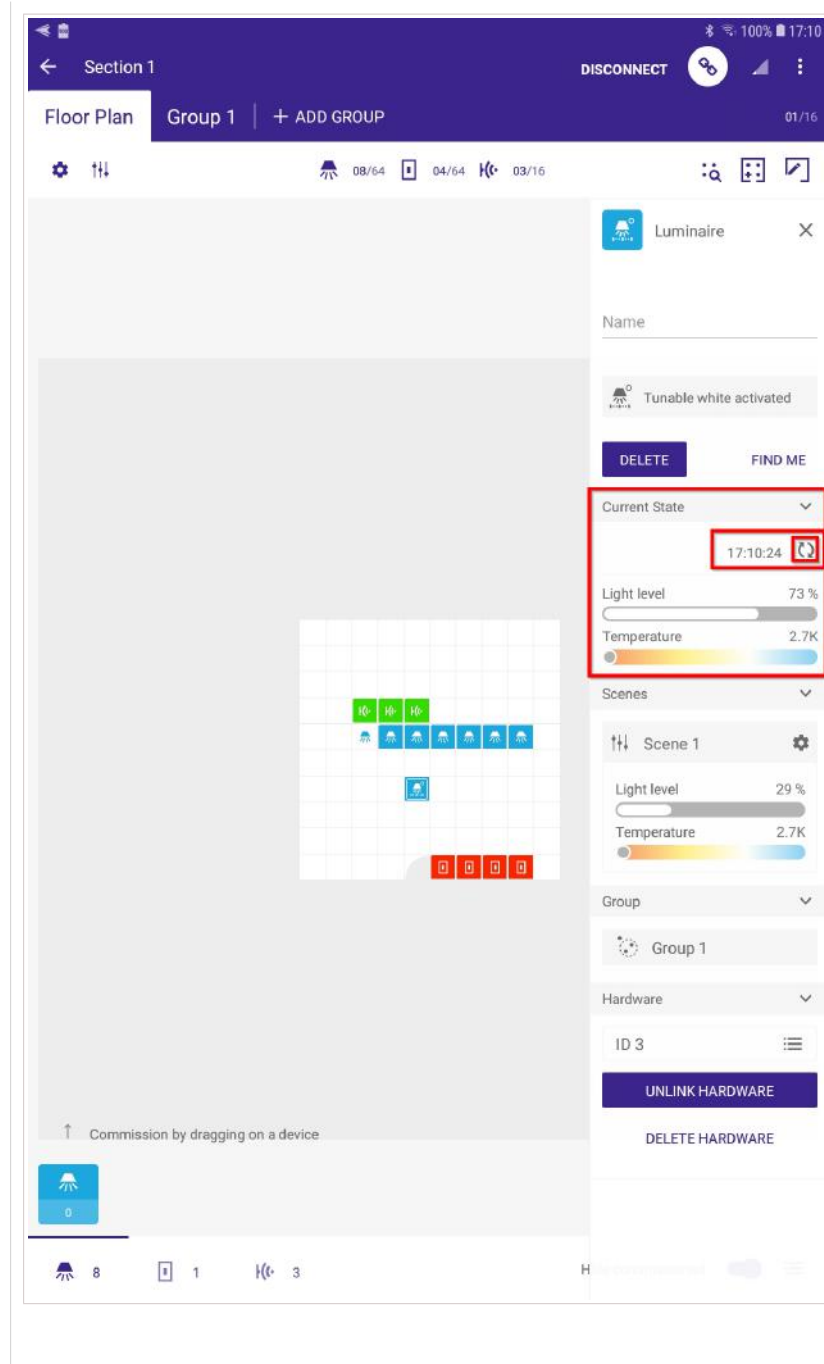 100% 17:10
Section 1 DISCONNECT
Floor Plan Group 1 + ADD GROUP 01/16
08/64 04/64 03/16
Luminaire
Name
Tunable white activated
DELETE FIND ME
Current State
17:10:24
Light level 73 %
Temperature 2.7K
Scenes
Scene 1
Light level 29 %
Temperature 2.7K
Group
Group 1
Hardware
ID 3
UNLINK HARDWARE
Commission by dragging on a device
DELETE HARDWARE
0
8 1 3